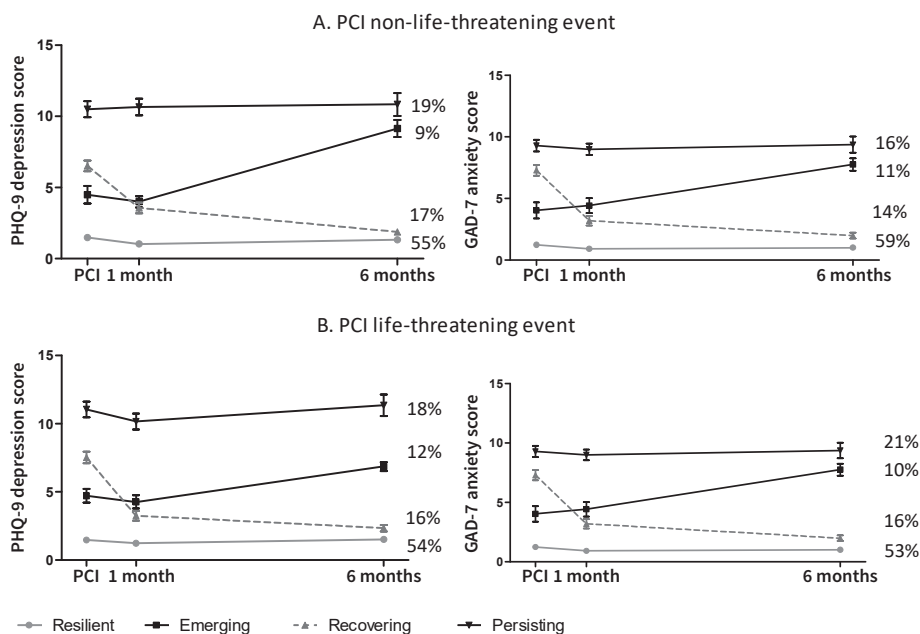 A. PCI non-life-threatening event
PHQ-9 depression score
15
10
5
0
PCI 1 month 6 months
19%
9%
17%
55%
GAD-7 anxiety score
15
10
5
0
PCI 1 month 6 months
16%
11%
14%
59%
B. PCI life-threatening event
PHQ-9 depression score
15
10
5
0
PCI 1 month 6 months
18%
12%
16%
54%
GAD-7 anxiety score
15
10
5
0
PCI 1 month 6 months
21%
10%
16%
53%
Resilient Emerging Recovering Persisting